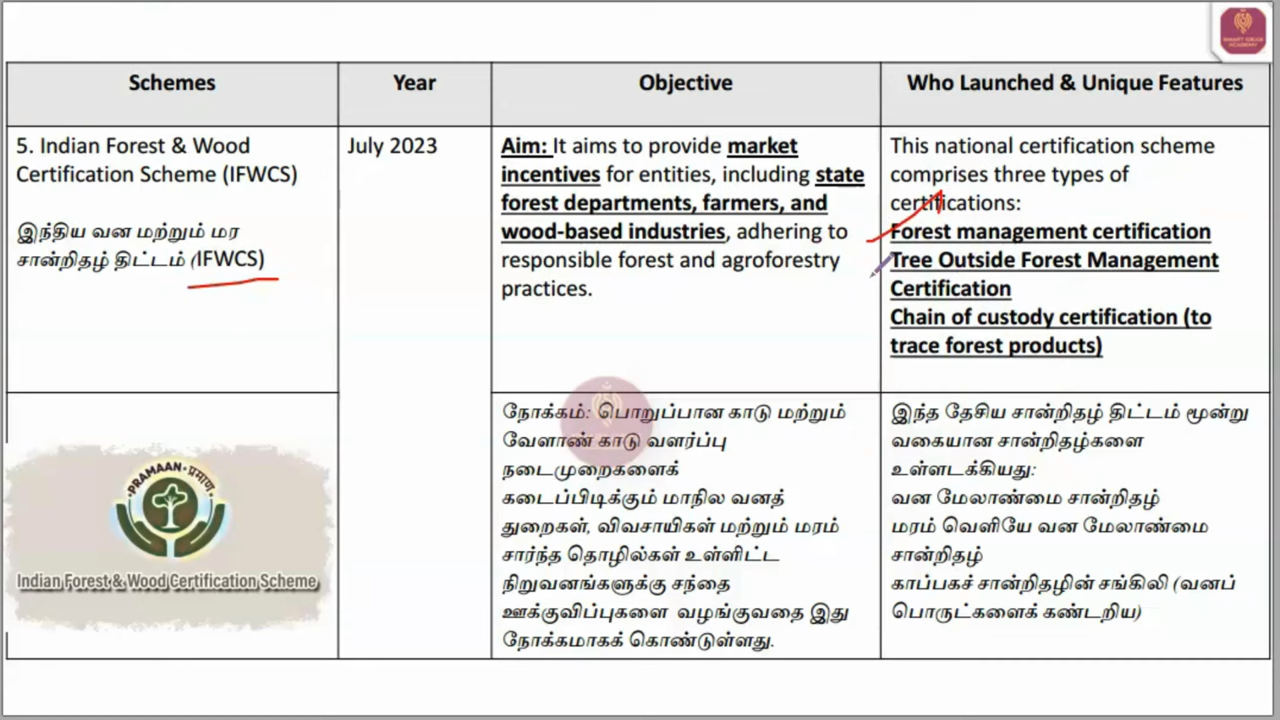 Schemes
Year
Objective
Who Launched & Unique Features
5. Indian Forest & Wood
Certification Scheme (IFWCS)
இந்திய வன மற்றும் மர
சான்றிதழ் திட்டம் (IFWCS)
July 2023
Aim: It aims to provide market
incentives for entities, including state
forest departments, farmers, and
wood-based industries, adhering to
responsible forest and agroforestry
practices.
This national certification scheme
comprises three types of
certifications:
Forest management certification
Tree Outside Forest Management
Certification
Chain of custody certification (to
trace forest products)
PRAMAAN • प्रमाण
Indian Forest & Wood Certification Scheme
நோக்கம்: பொறுப்பான காடு மற்றும்
வேளாண் காடு வளர்ப்பு
நடைமுறைகளைக்
கடைப்பிடிக்கும் மாநில வனத்
துறைகள், விவசாயிகள் மற்றும் மரம்
சார்ந்த தொழில்கள் உள்ளிட்ட
நிறுவனங்களுக்கு சந்தை
ஊக்குவிப்புகளை வழங்குவதை இது
நோக்கமாகக் கொண்டுள்ளது.
இந்த தேசிய சான்றிதழ் திட்டம் மூன்று
வகையான சான்றிதழ்களை
உள்ளடக்கியது:
வன மேலாண்மை சான்றிதழ்
மரம் வெளியே வன மேலாண்மை
சான்றிதழ்
காப்பகச் சான்றிதழின் சங்கிலி (வனப்
பொருட்களைக் கண்டறிய)